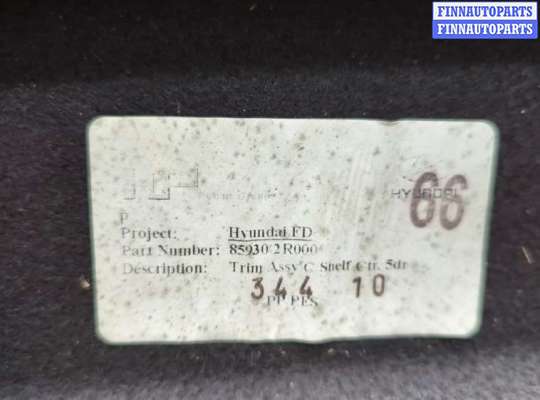 FINNAUTOPARTS
FINNAUTOPARTS
HYUNDAI
06
P
Project: Hyundai FD
Part Number: 85930 2R000
Description: Trim Assy C Shelf Ctr. 5dr
344 10
PP PES